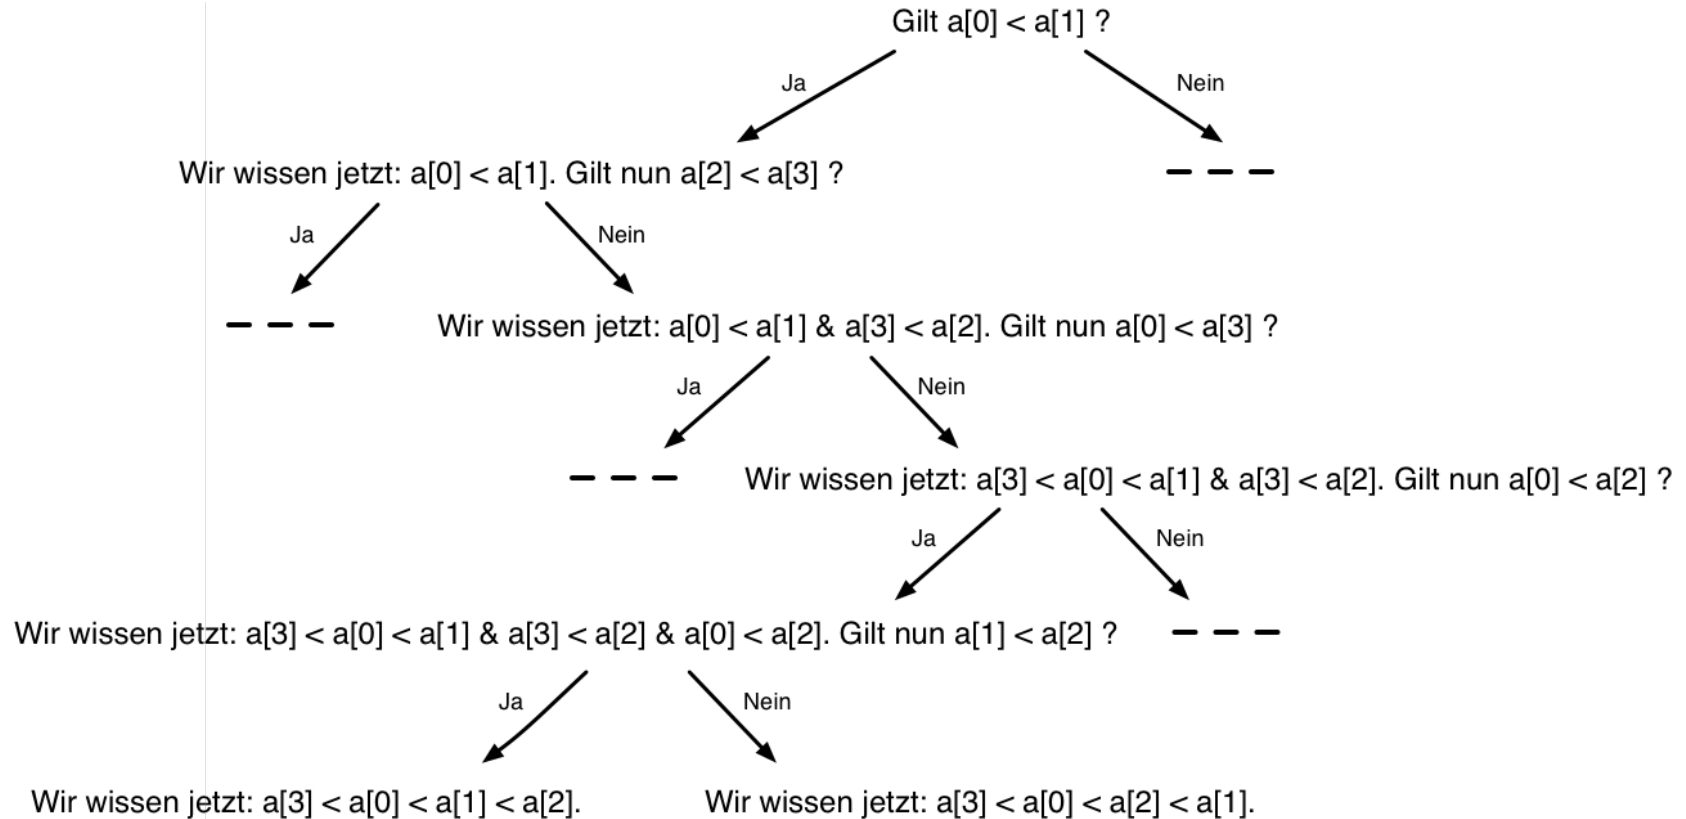 Gilt a[0] < a[1] ?
Ja
Nein
Wir wissen jetzt: a[0] < a[1]. Gilt nun a[2] < a[3] ?
Ja
Nein
Wir wissen jetzt: a[0] < a[1] & a[3] < a[2]. Gilt nun a[0] < a[3] ?
Ja
Nein
Wir wissen jetzt: a[3] < a[0] < a[1] & a[3] < a[2]. Gilt nun a[0] < a[2] ?
Ja
Nein
Wir wissen jetzt: a[3] < a[0] < a[1] & a[3] < a[2] & a[0] < a[2]. Gilt nun a[1] < a[2] ?
Ja
Nein
Wir wissen jetzt: a[3] < a[0] < a[1] < a[2].
Wir wissen jetzt: a[3] < a[0] < a[2] < a[1].